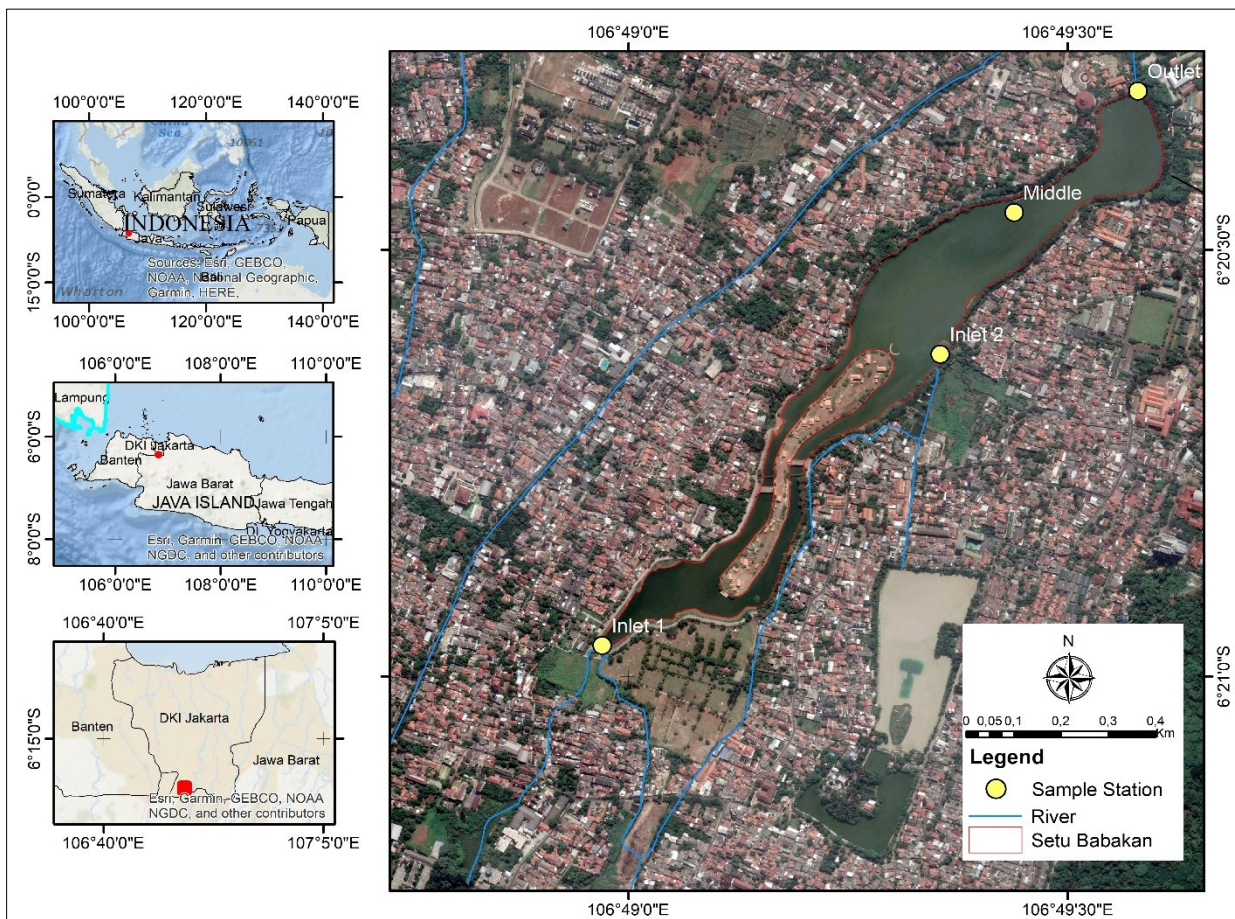 100°0'0"E 120°0'0"E 140°0'0"E
0°0'0"
15°0'0"S
China
Sea
10061
Sumatera
Kalimantan
Sulawesi
Papua
INDONESIA
Java
Bali
Wharton
Sources: Esri, GEBCO,
NOAA, National Geographic,
Garmin, HERE,
100°0'0"E 120°0'0"E 140°0'0"E
106°0'0"E 108°0'0"E 110°0'0"E
6°0'0"S
8°0'0"S
Lampung
DKI Jakarta
Banten
Jawa Barat
JAVA ISLAND
Jawa Tengah
DI. Yogyakarta
Esri, Garmin, GEBCO, NOAA
NGDC, and other contributors
106°0'0"E 108°0'0"E 110°0'0"E
106°40'0"E 107°5'0"E
6°15'0"S
Banten
DKI Jakarta
Jawa Barat
Esri, Garmin, GEBCO, NOAA
NGDC, and other contributors
106°40'0"E 107°5'0"E
106°49'0"E 106°49'30"E
Outlet
Middle
6°20'30"S
Inlet 2
Inlet 1
6°21'0"S
N
0 0,05 0,1 0,2 0,3 0,4
Km
Legend
Sample Station
River
Setu Babakan
106°49'0"E 106°49'30"E